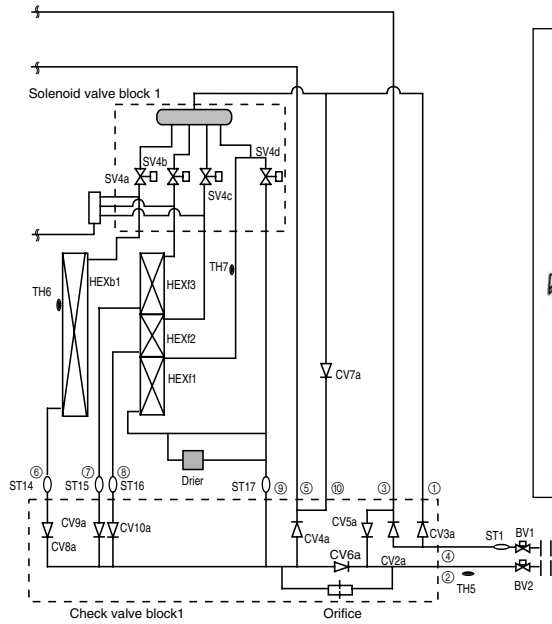 Solenoid valve block 1
SV4d
SV4b
SV4a
SV4c
HEXb1
TH6
TH7
HEXf3
HEXf2
HEXf1
CV7a
Drier
⑥ ⑦ ⑧ ⑨ ⑤ ⑩ ③ ①
ST14 ST15 ST16 ST17
CV9a CV10a
CV8a
CV4a
CV5a
CV6a
CV3a
CV2a
ST1
BV1
④
②
TH5
BV2
Check valve block1
Orifice